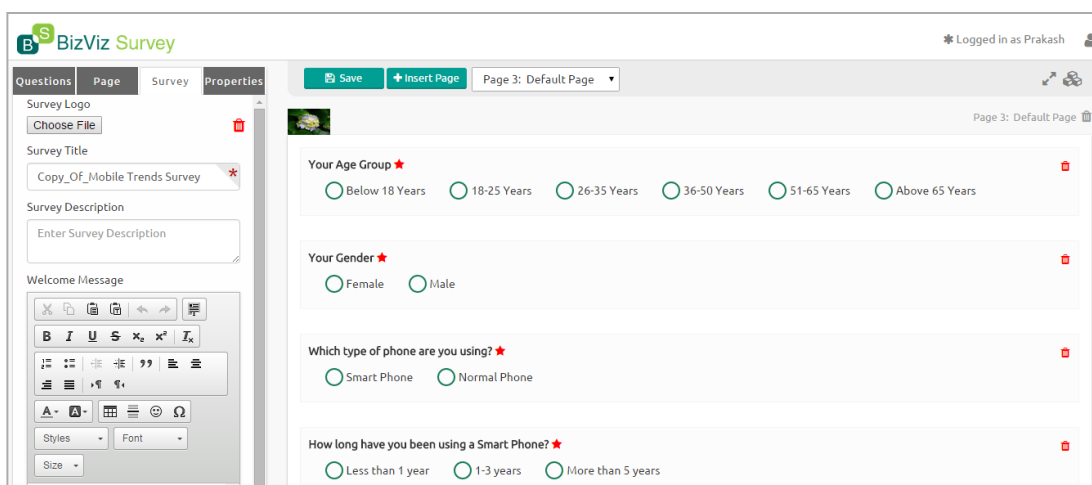 BS BizViz Survey
Logged in as Prakash
Questions Page Survey Properties
Save Insert Page Page 3: Default Page
Survey Logo
Choose File
Page 3: Default Page
Survey Title
Copy_Of_Mobile Trends Survey *
Survey Description
Enter Survey Description
Welcome Message
B I U S x₂ x² Iₓ
A A Ω
Styles Font
Size
Your Age Group
Below 18 Years 18-25 Years 26-35 Years 36-50 Years 51-65 Years Above 65 Years
Your Gender
Female Male
Which type of phone are you using?
Smart Phone Normal Phone
How long have you been using a Smart Phone?
Less than 1 year 1-3 years More than 5 years